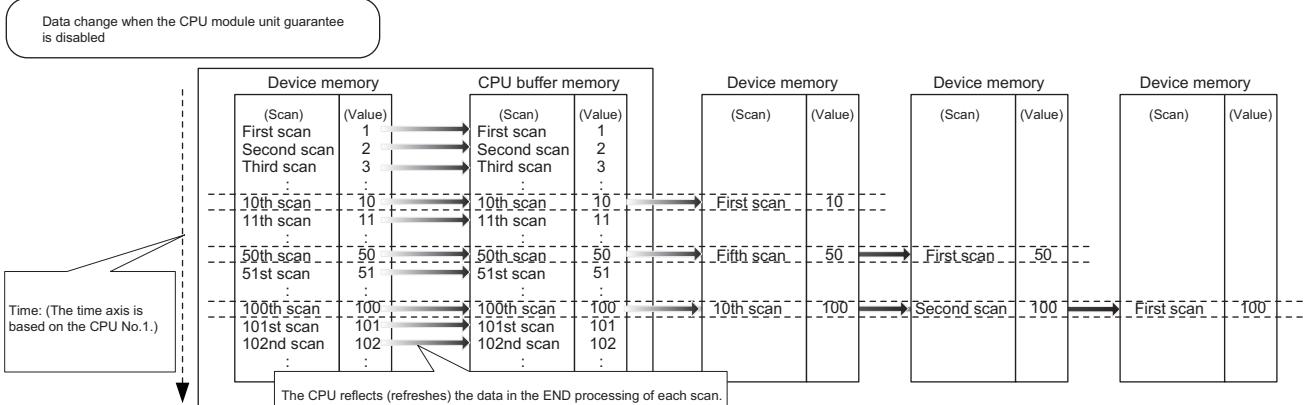 Data change when the CPU module unit guarantee
is disabled
Device memory CPU buffer memory Device memory Device memory Device memory
(Scan) (Value) (Scan) (Value) (Scan) (Value) (Scan) (Value) (Scan) (Value)
First scan 1 First scan 1
Second scan 2 Second scan 2
Third scan 3 Third scan 3
: : : :
10th scan 10 10th scan 10 First scan 10
11th scan 11 11th scan 11
: : : :
50th scan 50 50th scan 50 Fifth scan 50 First scan 50
51st scan 51 51st scan 51
: : : :
Time: (The time axis is
based on the CPU No.1.)
100th scan 100 100th scan 100 10th scan 100 Second scan 100 First scan 100
101st scan 101 101st scan 101
102nd scan 102 102nd scan 102
: : : :
The CPU reflects (refreshes) the data in the END processing of each scan.